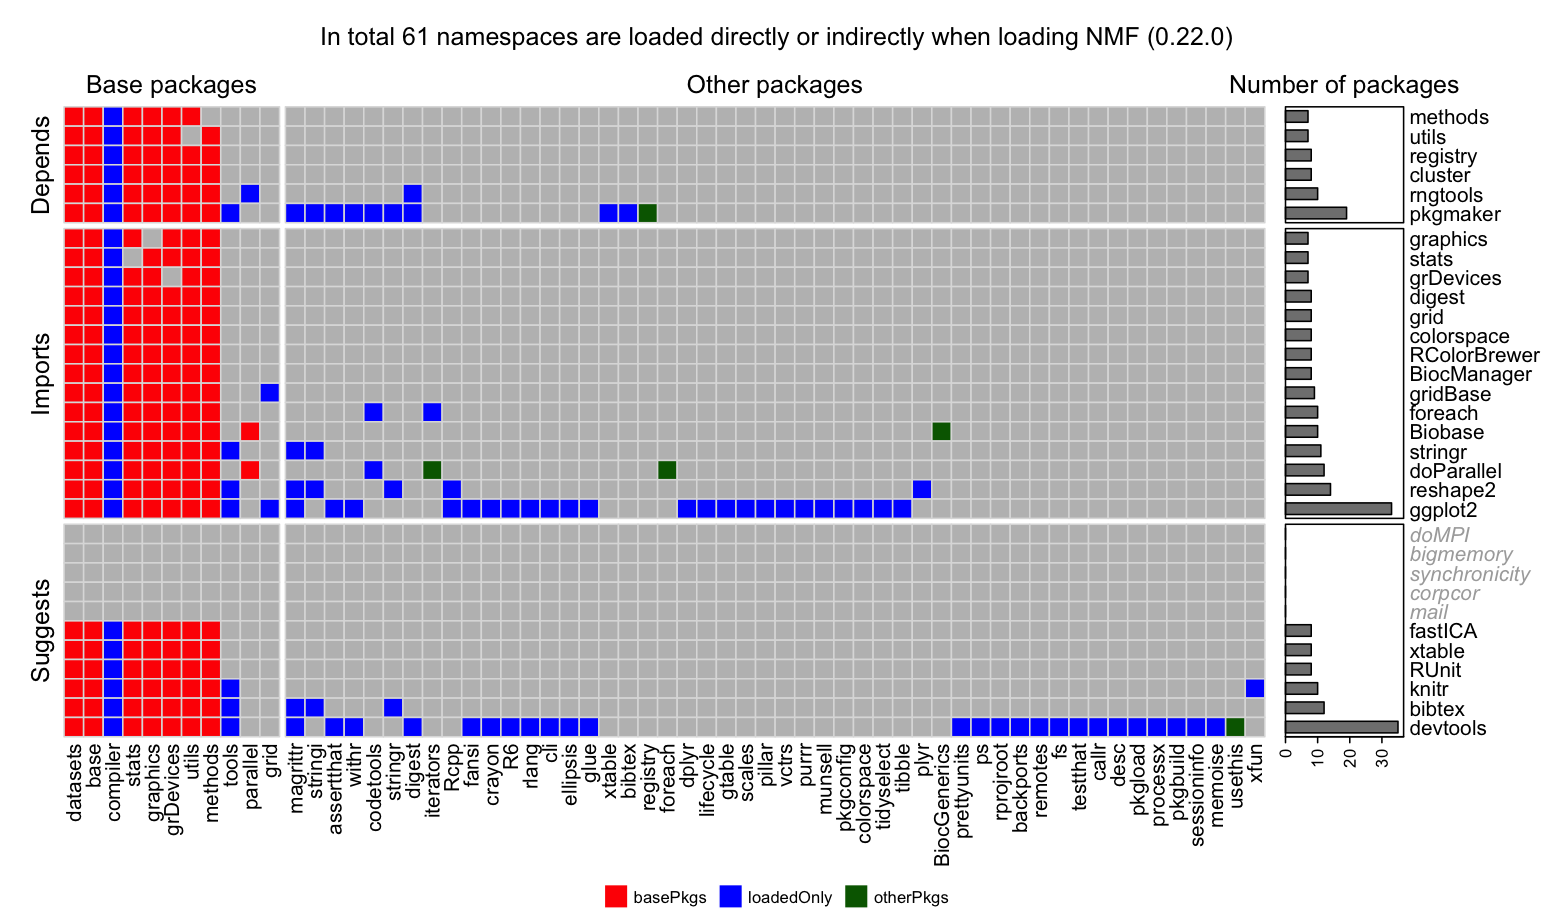 In total 61 namespaces are loaded directly or indirectly when loading NMF (0.22.0)
Base packages
Other packages
Number of packages
Depends
methods
utils
registry
cluster
rngtools
pkgmaker
Imports
graphics
stats
grDevices
digest
grid
colorspace
RColorBrewer
BiocManager
gridBase
foreach
Biobase
stringr
doParallel
reshape2
ggplot2
Suggests
doMPI
bigmemory
synchronicity
corpcor
mail
fastICA
xtable
RUnit
knitr
bibtex
devtools
0
10
20
30
datasets
base
compiler
stats
graphics
grDevices
utils
methods
tools
parallel
grid
magrittr
stringi
assertthat
withr
codetools
stringr
digest
iterators
Rcpp
fansi
crayon
R6
rlang
cli
ellipsis
glue
xtable
bibtex
registry
foreach
dplyr
lifecycle
gtable
scales
pillar
vctrs
purrr
munsell
pkgconfig
colorspace
tidyselect
tibble
plyr
BiocGenerics
prettyunits
ps
rprojroot
backports
remotes
fs
testthat
callr
desc
pkgload
processx
pkgbuild
sessioninfo
memoise
usethis
xfun
basePkgs
loadedOnly
otherPkgs